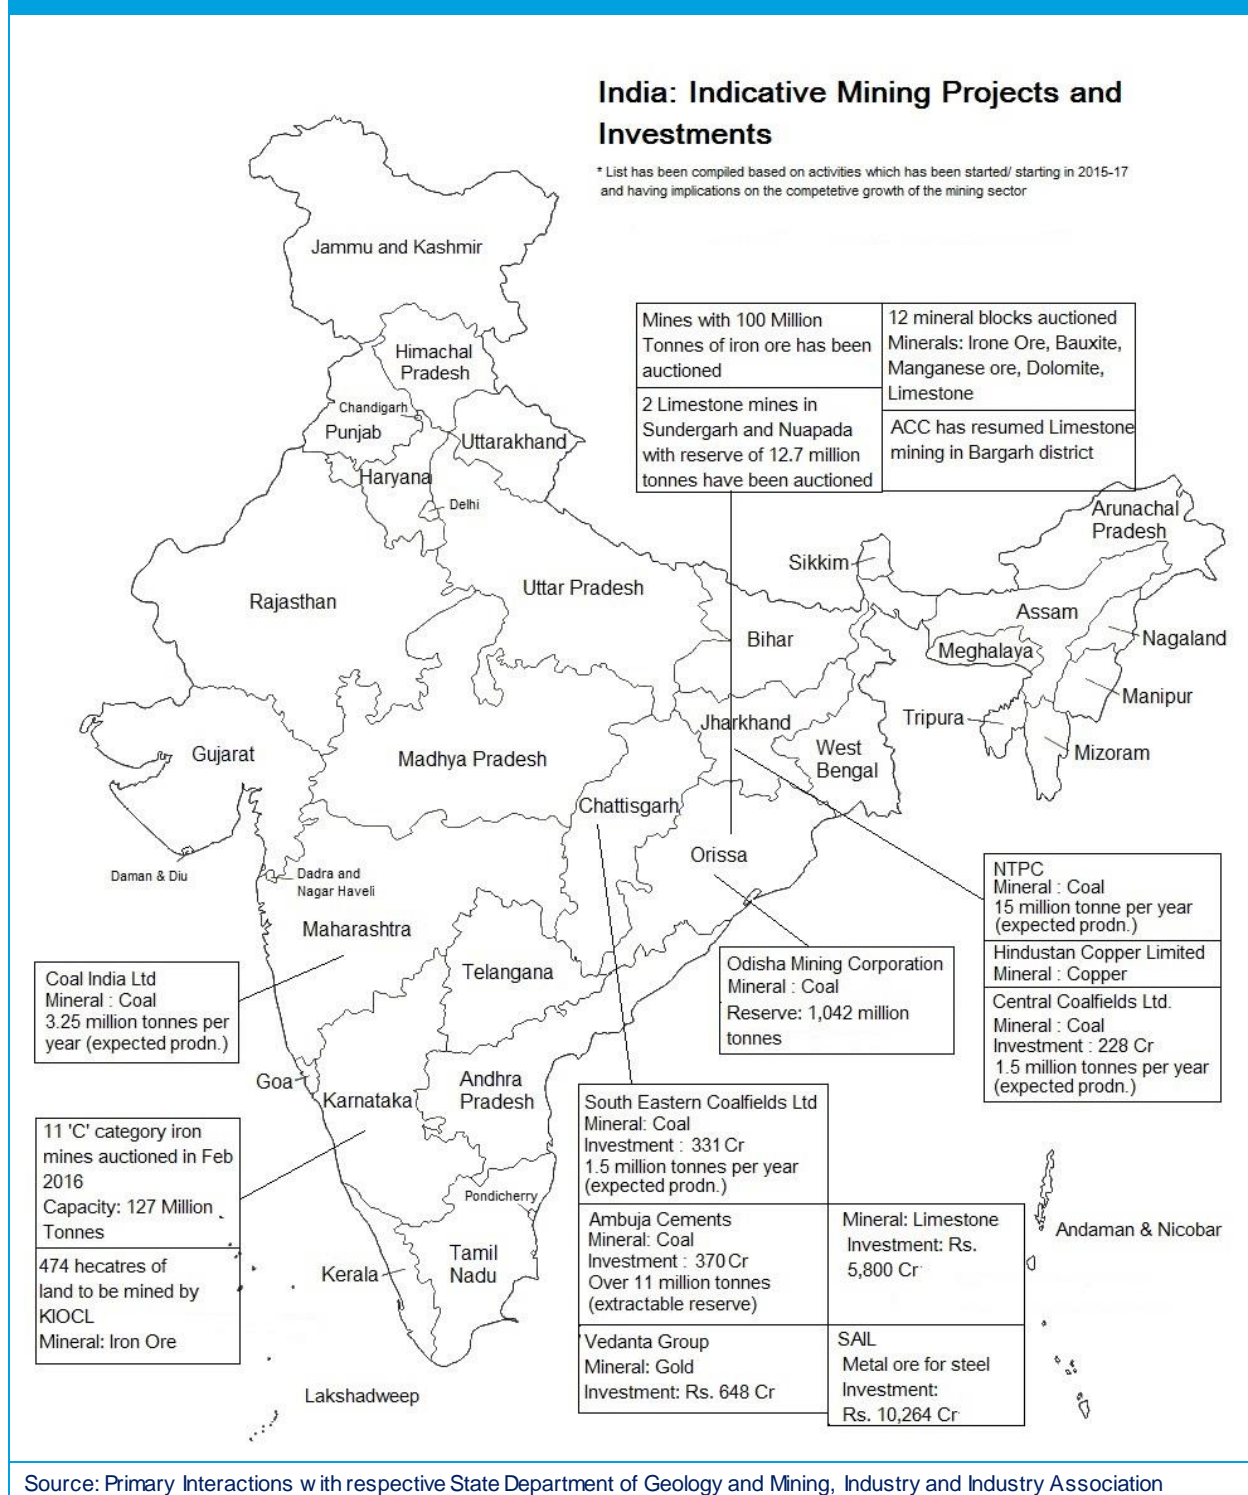 India: Indicative Mining Projects and
Investments
* List has been compiled based on activities which has been started/ starting in 2015-17
and having implications on the competetive growth of the mining sector
Jammu and Kashmir
Himachal
Pradesh
Chandigarh
Punjab
Uttarakhand
Haryana
Delhi
Mines with 100 Million
Tonnes of iron ore has been
auctioned
12 mineral blocks auctioned
Minerals: Irone Ore, Bauxite,
Manganese ore, Dolomite,
Limestone
2 Limestone mines in
Sundergarh and Nuapada
with reserve of 12.7 million
tonnes have been auctioned
ACC has resumed Limestone
mining in Bargarh district
Arunachal
Pradesh
Sikkim
Rajasthan
Uttar Pradesh
Bihar
Assam
Nagaland
Meghalaya
Manipur
Tripura
Mizoram
Jharkhand
West
Bengal
Gujarat
Madhya Pradesh
Chattisgarh
Orissa
Daman & Diu
Dadra and
Nagar Haveli
Maharashtra
Telangana
Coal India Ltd
Mineral : Coal
3.25 million tonnes per
year (expected prodn.)
Odisha Mining Corporation
Mineral : Coal
Reserve: 1,042 million
tonnes
NTPC
Mineral : Coal
15 million tonne per year
(expected prodn.)
Hindustan Copper Limited
Mineral : Copper
Central Coalfields Ltd.
Mineral : Coal
Investment : 228 Cr
1.5 million tonnes per year
(expected prodn.)
Goa
Karnataka
Andhra
Pradesh
11 'C' category iron
mines auctioned in Feb
2016
Capacity: 127 Million
Tonnes
474 hecatres of
land to be mined by
KIOCL
Mineral: Iron Ore
South Eastern Coalfields Ltd
Mineral: Coal
Investment : 331 Cr
1.5 million tonnes per year
(expected prodn.)
Ambuja Cements
Mineral: Coal
Investment : 370 Cr
Over 11 million tonnes
(extractable reserve)
Mineral: Limestone
Investment: Rs.
5,800 Cr
Vedanta Group
Mineral: Gold
Investment: Rs. 648 Cr
SAIL
Metal ore for steel
Investment:
Rs. 10,264 Cr
Pondicherry
Tamil
Nadu
Kerala
Lakshadweep
Andaman & Nicobar
Source: Primary Interactions with respective State Department of Geology and Mining, Industry and Industry Association